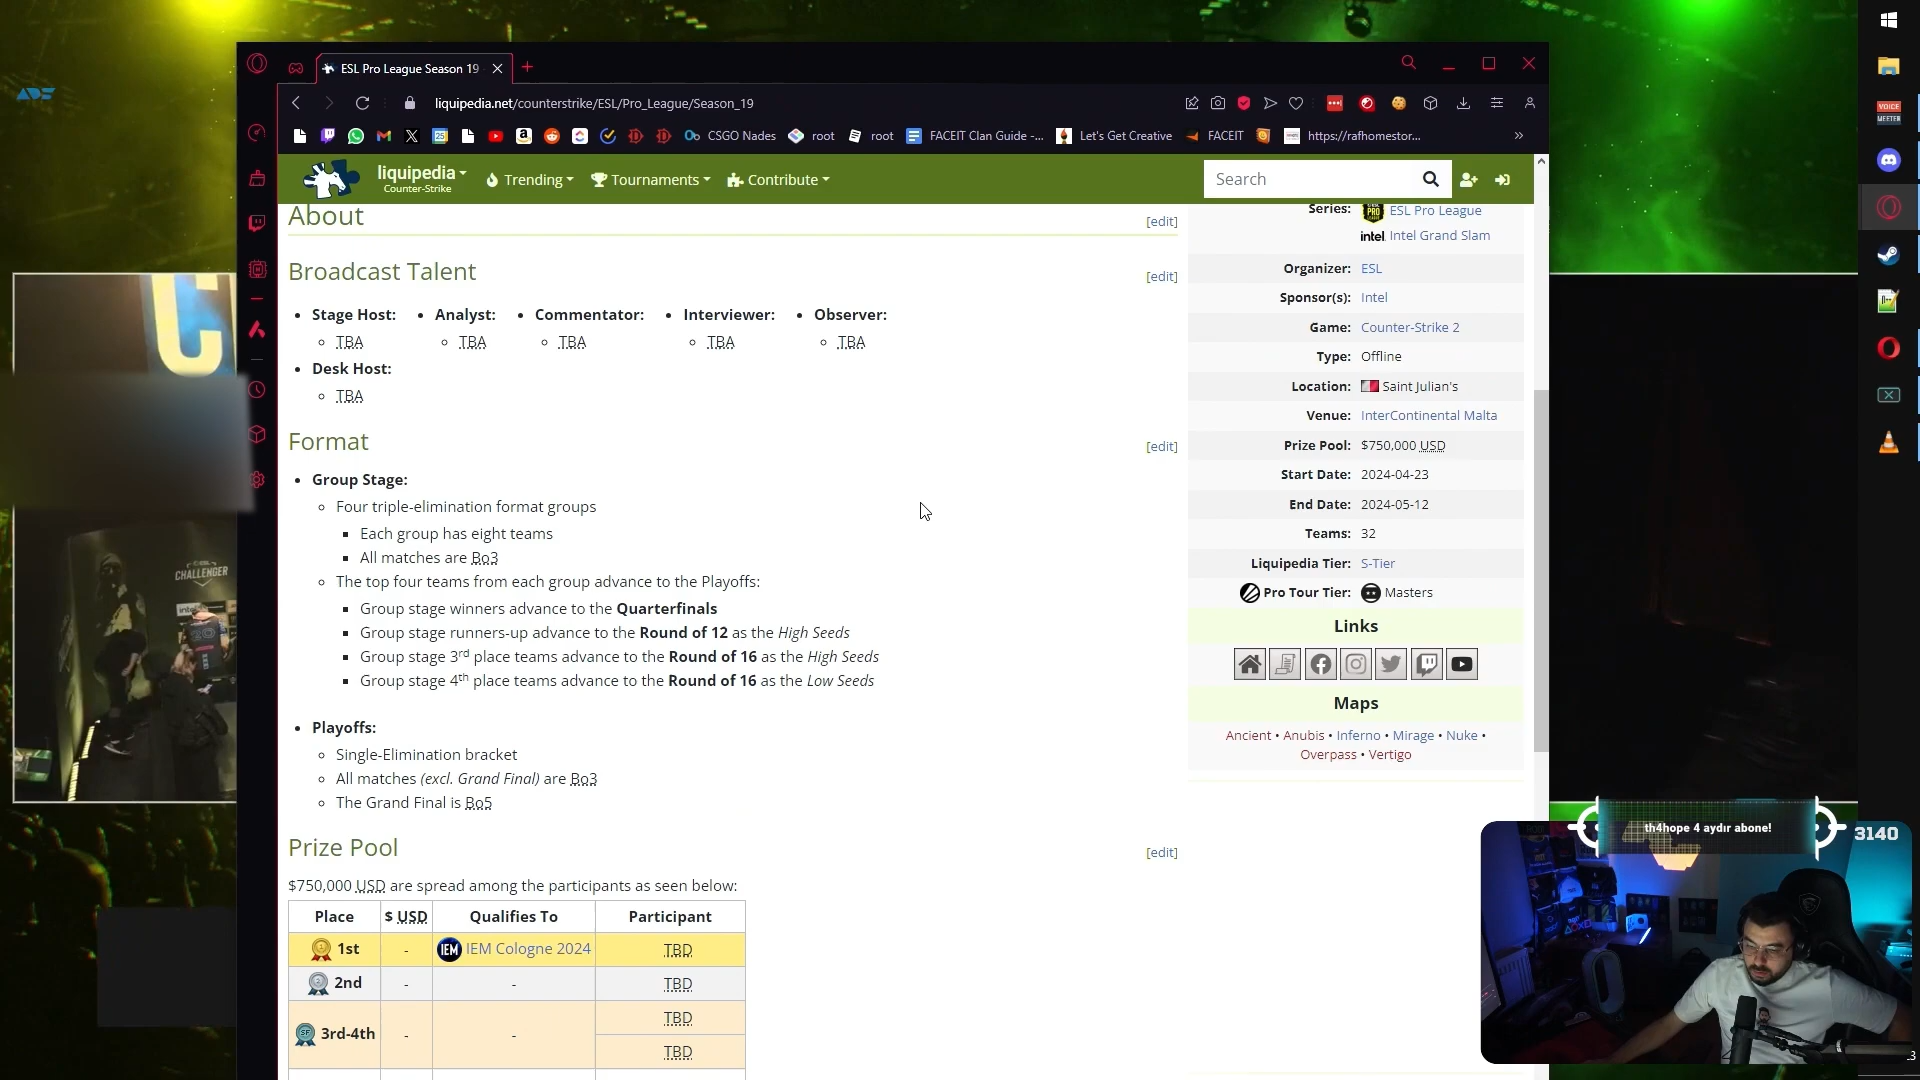 ESL Pro League Season 19
liquipedia.net/counterstrike/ESL/Pro_League/Season_19
CSGO Nades
root
root
FACEIT Clan Guide -...
Let's Get Creative
FACEIT
https://rafhomestor...
»
VOICE MEETER
liquipedia
Counter-Strike
Trending
Tournaments
Contribute
Search
About
[edit]
Broadcast Talent
[edit]
Stage Host:
TBA
Analyst:
TBA
Commentator:
TBA
Interviewer:
TBA
Observer:
TBA
Desk Host:
TBA
Format
[edit]
Group Stage:
Four triple-elimination format groups
Each group has eight teams
All matches are Bo3
The top four teams from each group advance to the Playoffs:
Group stage winners advance to the Quarterfinals
Group stage runners-up advance to the Round of 12 as the High Seeds
Group stage 3rd place teams advance to the Round of 16 as the High Seeds
Group stage 4th place teams advance to the Round of 16 as the Low Seeds
Playoffs:
Single-Elimination bracket
All matches (excl. Grand Final) are Bo3
The Grand Final is Bo5
Prize Pool
[edit]
$750,000 USD are spread among the participants as seen below:
Place $ USD Qualifies To Participant
1st - IEM IEM Cologne 2024 TBD
2nd - - TBD
3rd-4th - - TBD
TBD
Series: ESL Pro League
intel. Intel Grand Slam
Organizer: ESL
Sponsor(s): Intel
Game: Counter-Strike 2
Type: Offline
Location: Saint Julian's
Venue: InterContinental Malta
Prize Pool: $750,000 USD
Start Date: 2024-04-23
End Date: 2024-05-12
Teams: 32
Liquipedia Tier: S-Tier
Pro Tour Tier: Masters
Links
Maps
Ancient • Anubis • Inferno • Mirage • Nuke •
Overpass • Vertigo
CHALLENGER
th4hope 4 aydır abone!
3140